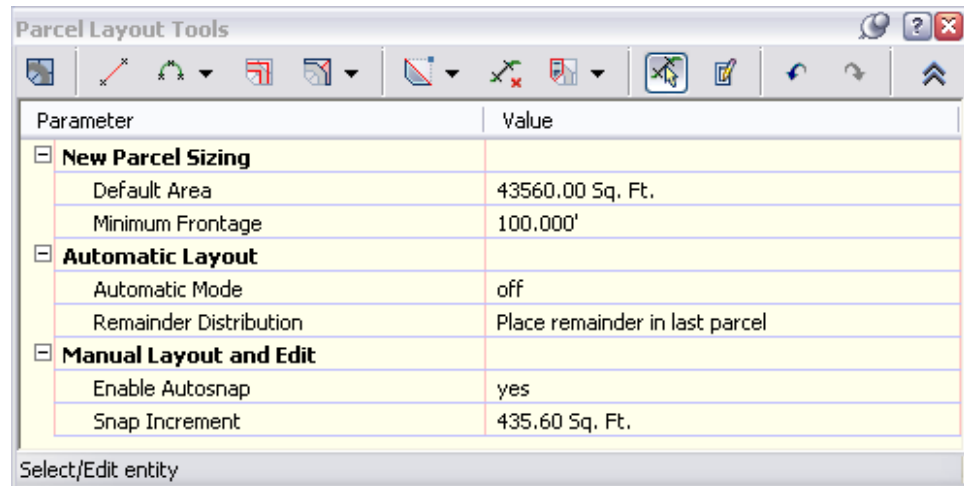 Parcel Layout Tools
Parameter Value
New Parcel Sizing
Default Area 43560.00 Sq. Ft.
Minimum Frontage 100.000'
Automatic Layout
Automatic Mode off
Remainder Distribution Place remainder in last parcel
Manual Layout and Edit
Enable Autosnap yes
Snap Increment 435.60 Sq. Ft.
Select/Edit entity